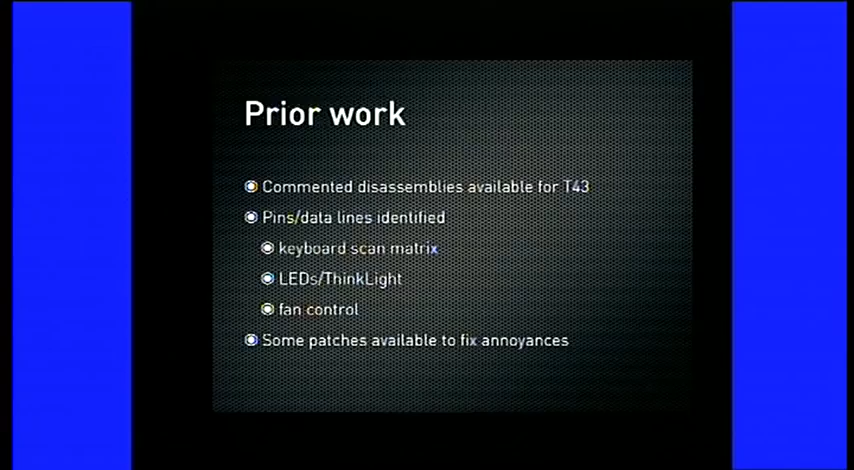 Prior work
Commented disassemblies available for T43
Pins/data lines identified
keyboard scan matrix
LEDs/ThinkLight
fan control
Some patches available to fix annoyances